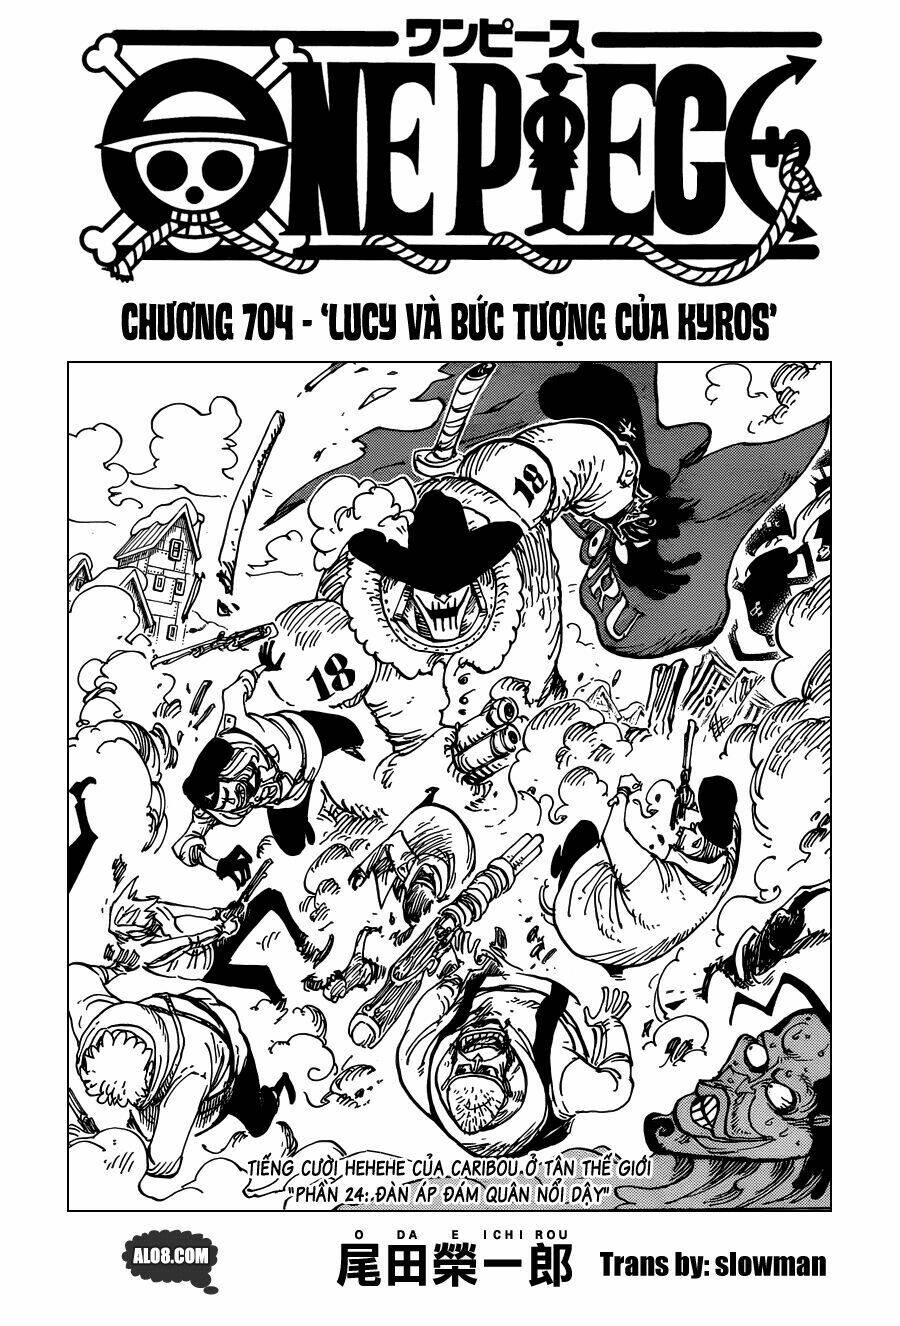 ワンピース
ONE PIECE
CHƯƠNG 704 - 'LUCY VÀ BỨC TƯỢNG CỦA KYROS'
18
18
TIẾNG CƯỜI HEHEHE CỦA CARIBOU Ở TÂN THẾ GIỚI
"PHẦN 24: ĐÀN ÁP ĐÁM QUÂN NỔI DẬY"
O DA E ICHI ROU
ALO8.COM
尾田榮一郎
Trans by: slowman